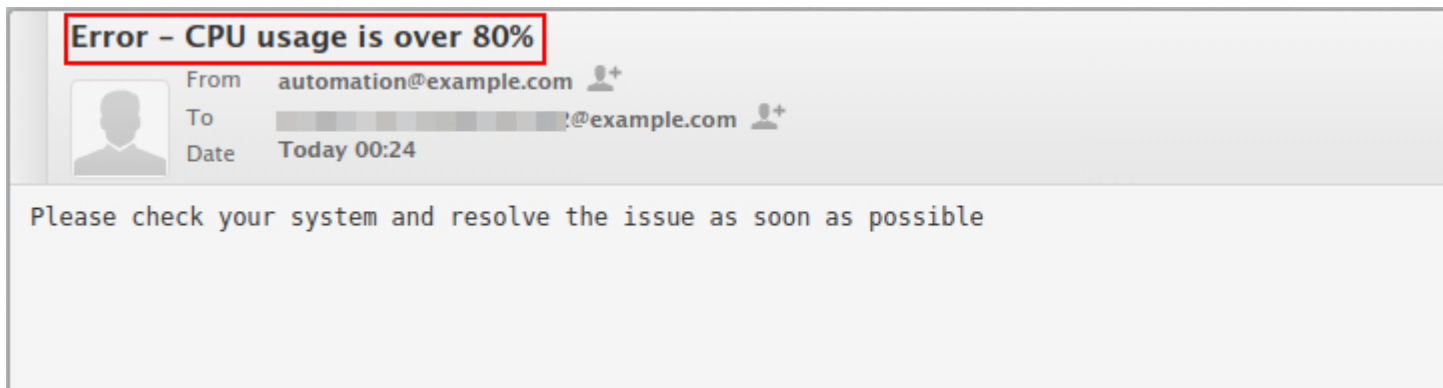 Error – CPU usage is over 80%
From automation@example.com
To @example.com
Date Today 00:24
Please check your system and resolve the issue as soon as possible